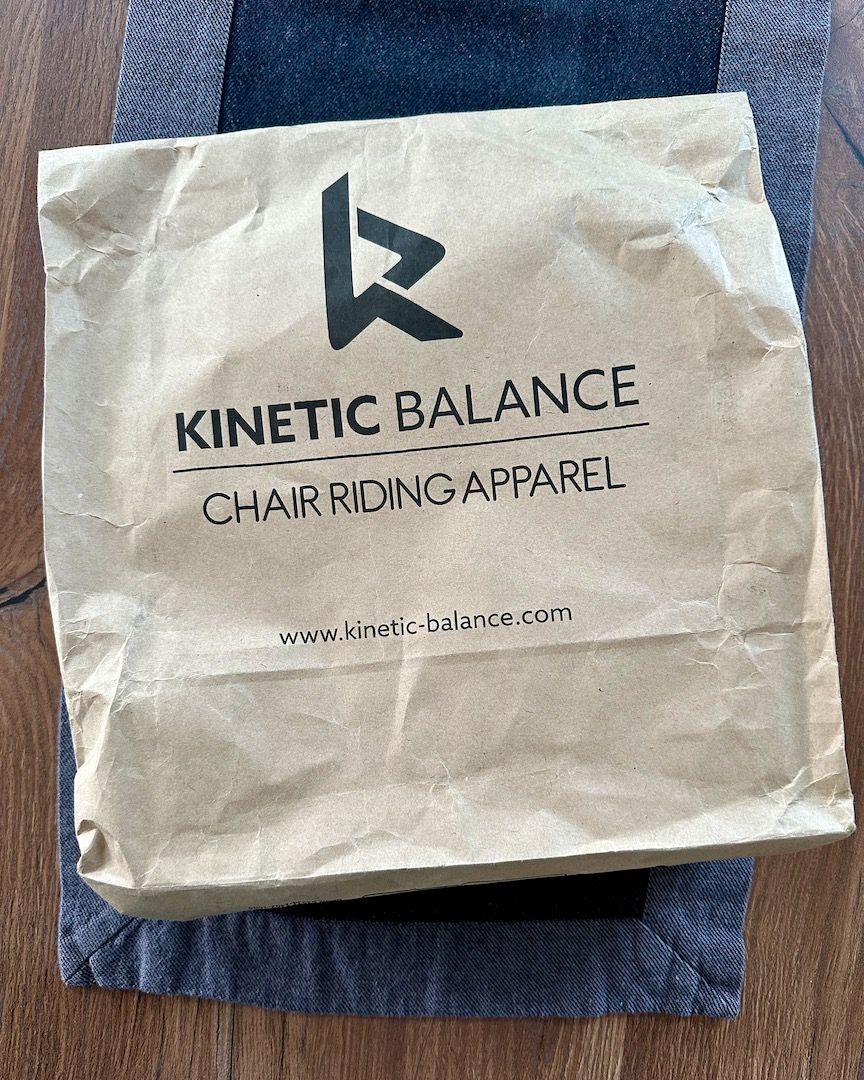 KINETIC BALANCE
CHAIR RIDING APPAREL
www.kinetic-balance.com